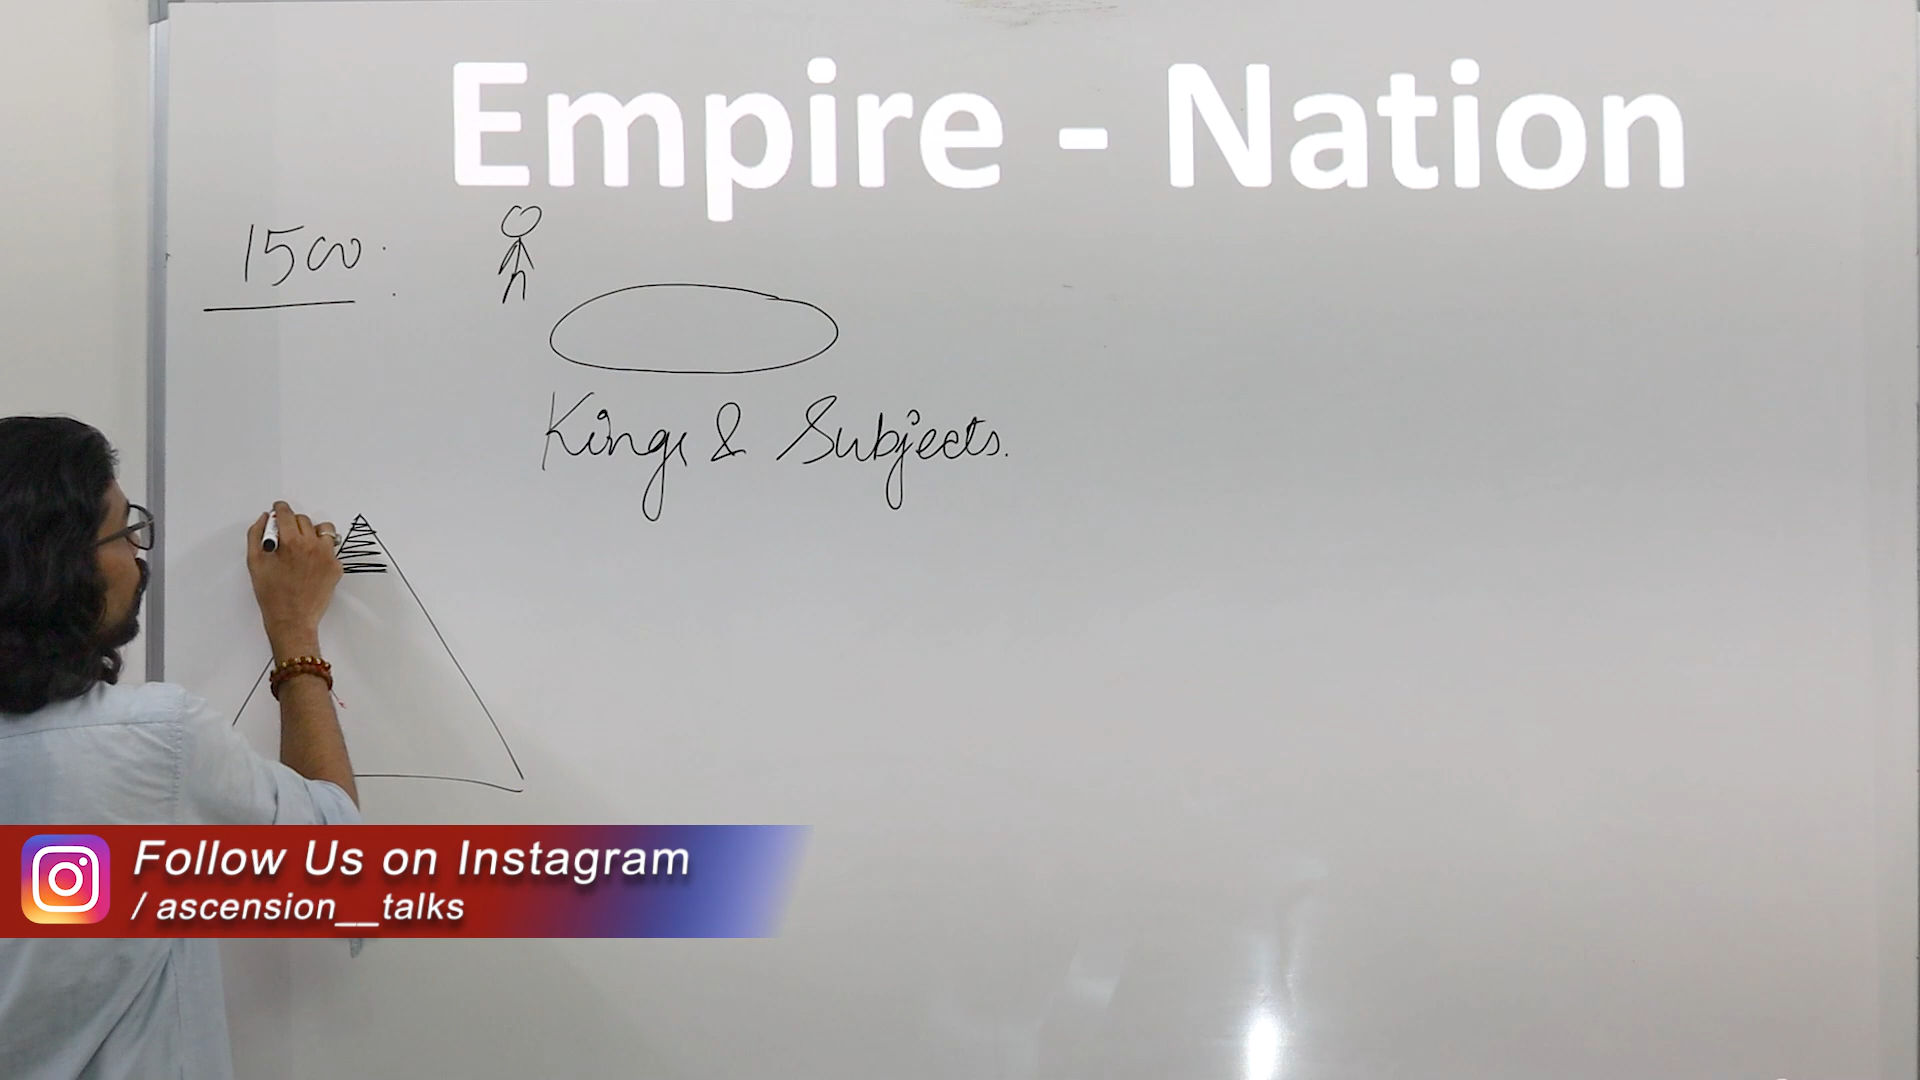 Empire - Nation
1500
Kings & Subjects.
Follow Us on Instagram
/ ascension__talks